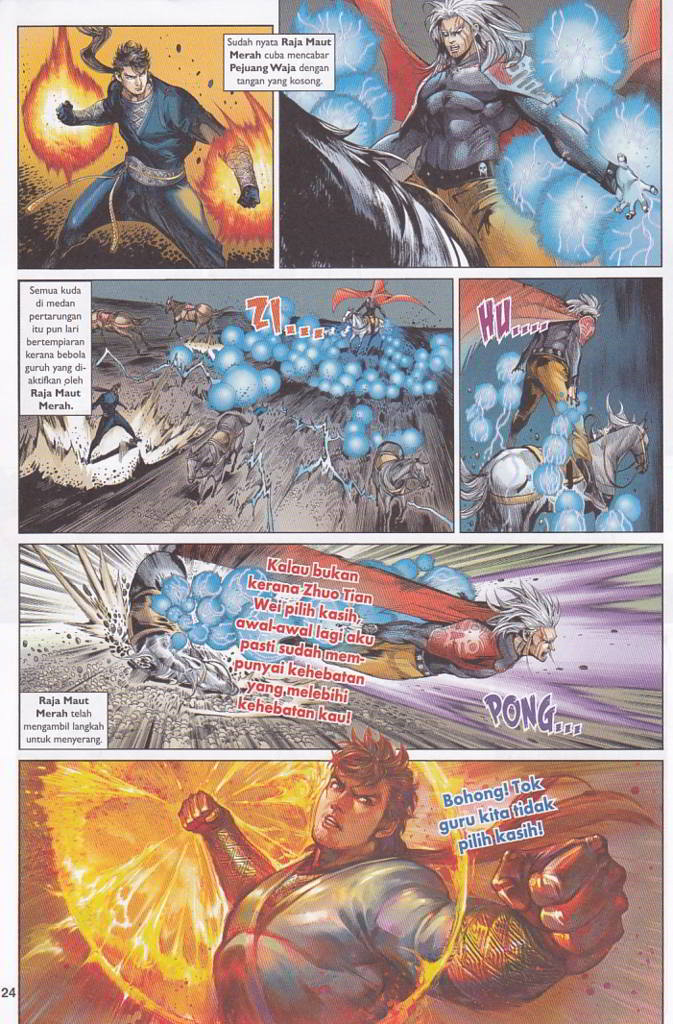 Sudah nyata Raja Maut
Merah cuba mencabar
Pejuang Waja dengan
tangan yang kosong.
Semua kuda
di medan
pertarungan
itu pun lari
bertempiaran
kerana bebola
guruh yang di-
aktifkan oleh
Raja Maut
Merah.
ZI....
HU....
Kalau bukan
kerana Zhuo Tian
Wei pilih kasih,
awal-awal lagi aku
pasti sudah mem-
punyai kehebatan
yang melebihi
kehebatan kau!
Raja Maut
Merah telah
mengambil langkah
untuk menyerang.
PONG...
Bohong! Tok
guru kita tidak
pilih kasih!
24